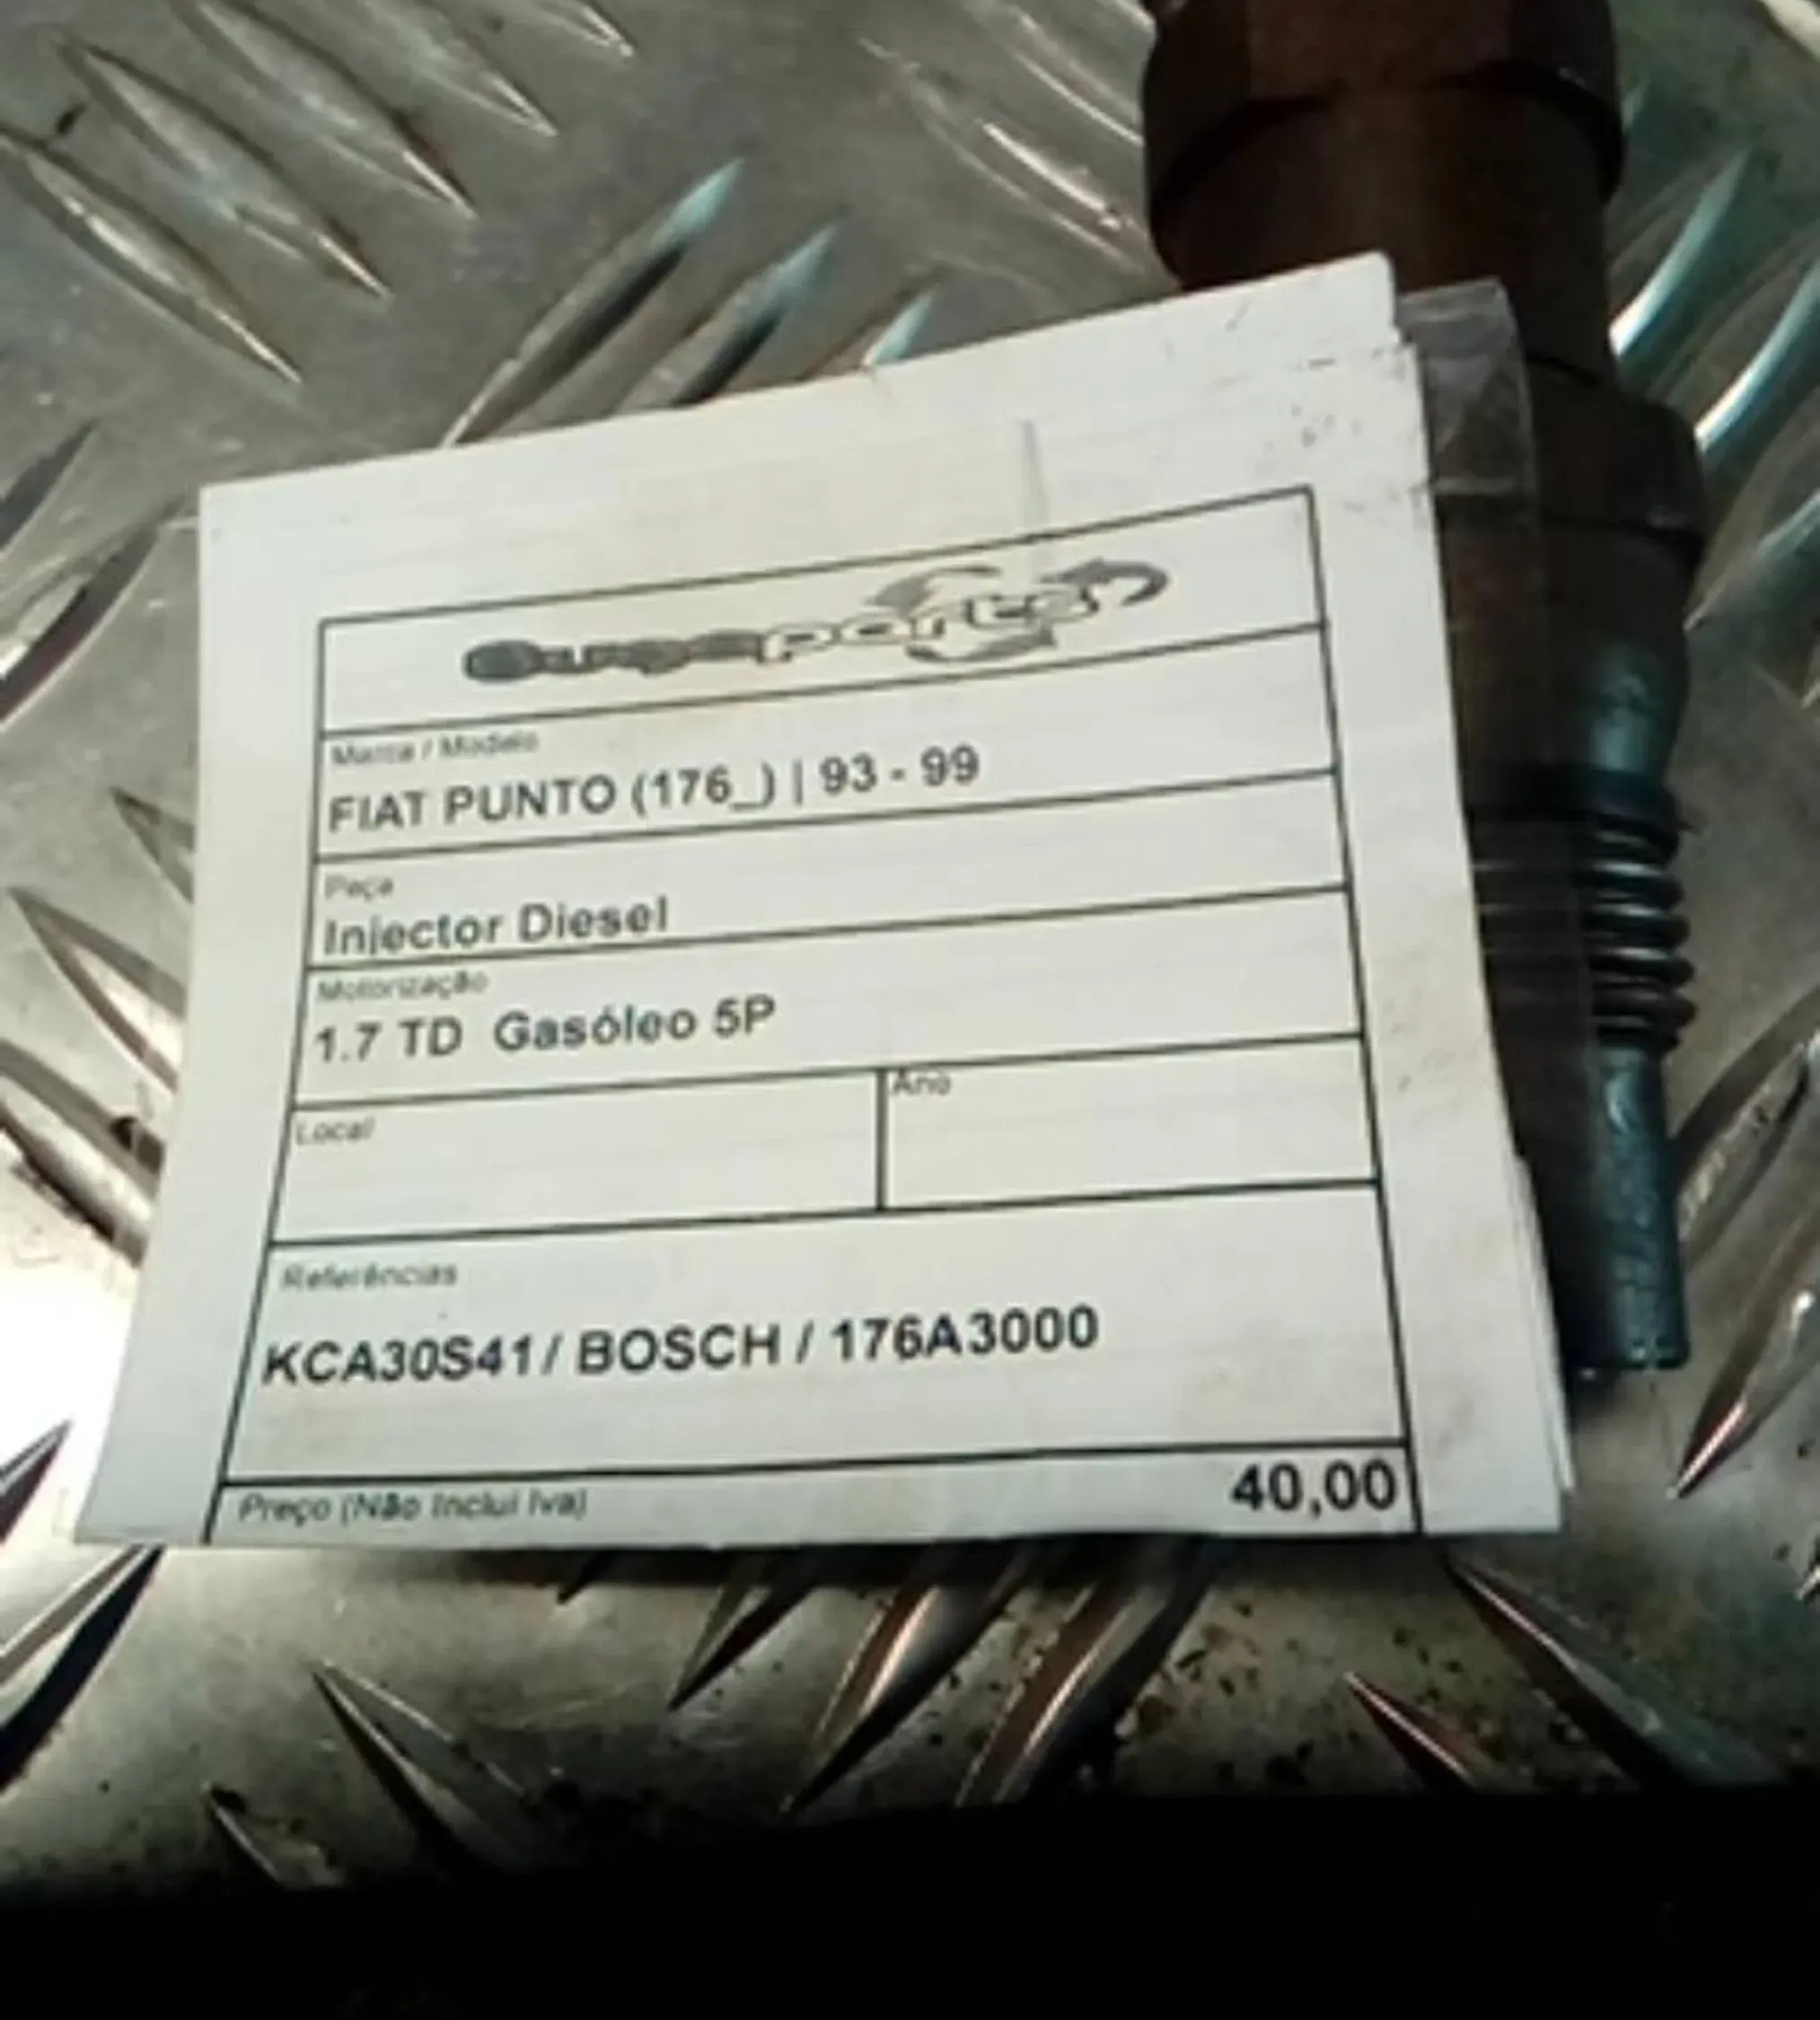 Marca / Modelo
FIAT PUNTO (176_) | 93 - 99
Peça
Injector Diesel
Motorização
1.7 TD Gasóleo 5P
Local
Ano
Referências
KCA30S41/ BOSCH / 176A3000
Preço (Não Inclui Iva)
40,00